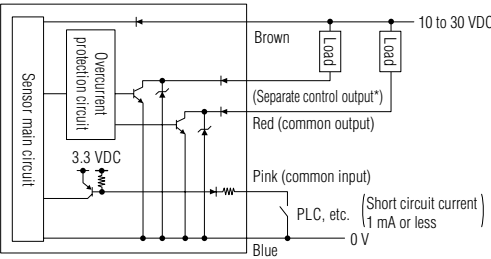 10 to 30 VDC
Brown
Load
Load
Overcurrent
protection circuit
Sensor main circuit
(Separate control output*)
Red (common output)
3.3 VDC
Pink (common input)
PLC, etc.
Short circuit current
1 mA or less
0 V
Blue